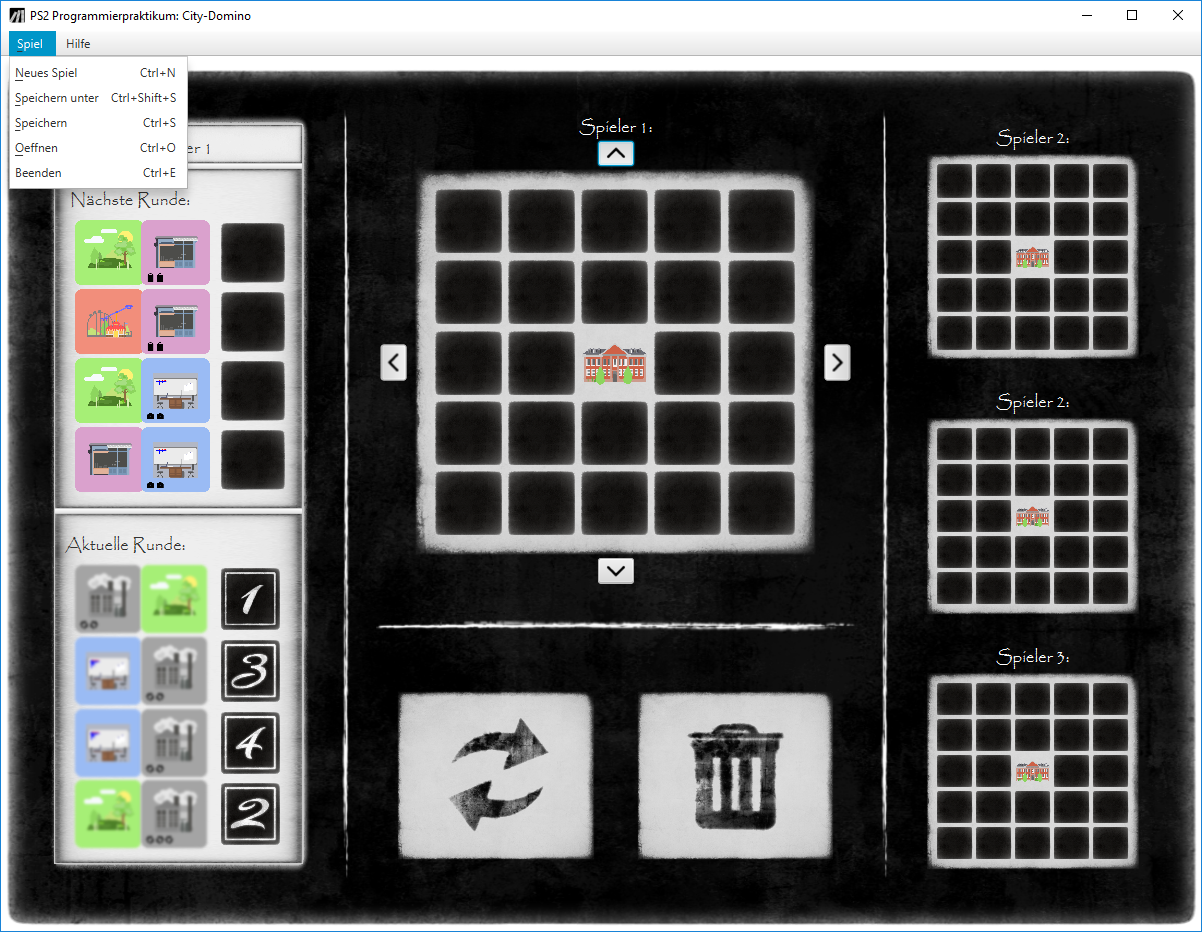 PS2 Programmierpraktikum: City-Domino
Spiel Hilfe
Neues Spiel Ctrl+N
Speichern unter Ctrl+Shift+S
Speichern Ctrl+S
Oeffnen Ctrl+O
Beenden Ctrl+E
er 1
Nächste Runde:
Aktuelle Runde:
1
3
4
2
Spieler 1:
Spieler 2:
Spieler 2:
Spieler 3: